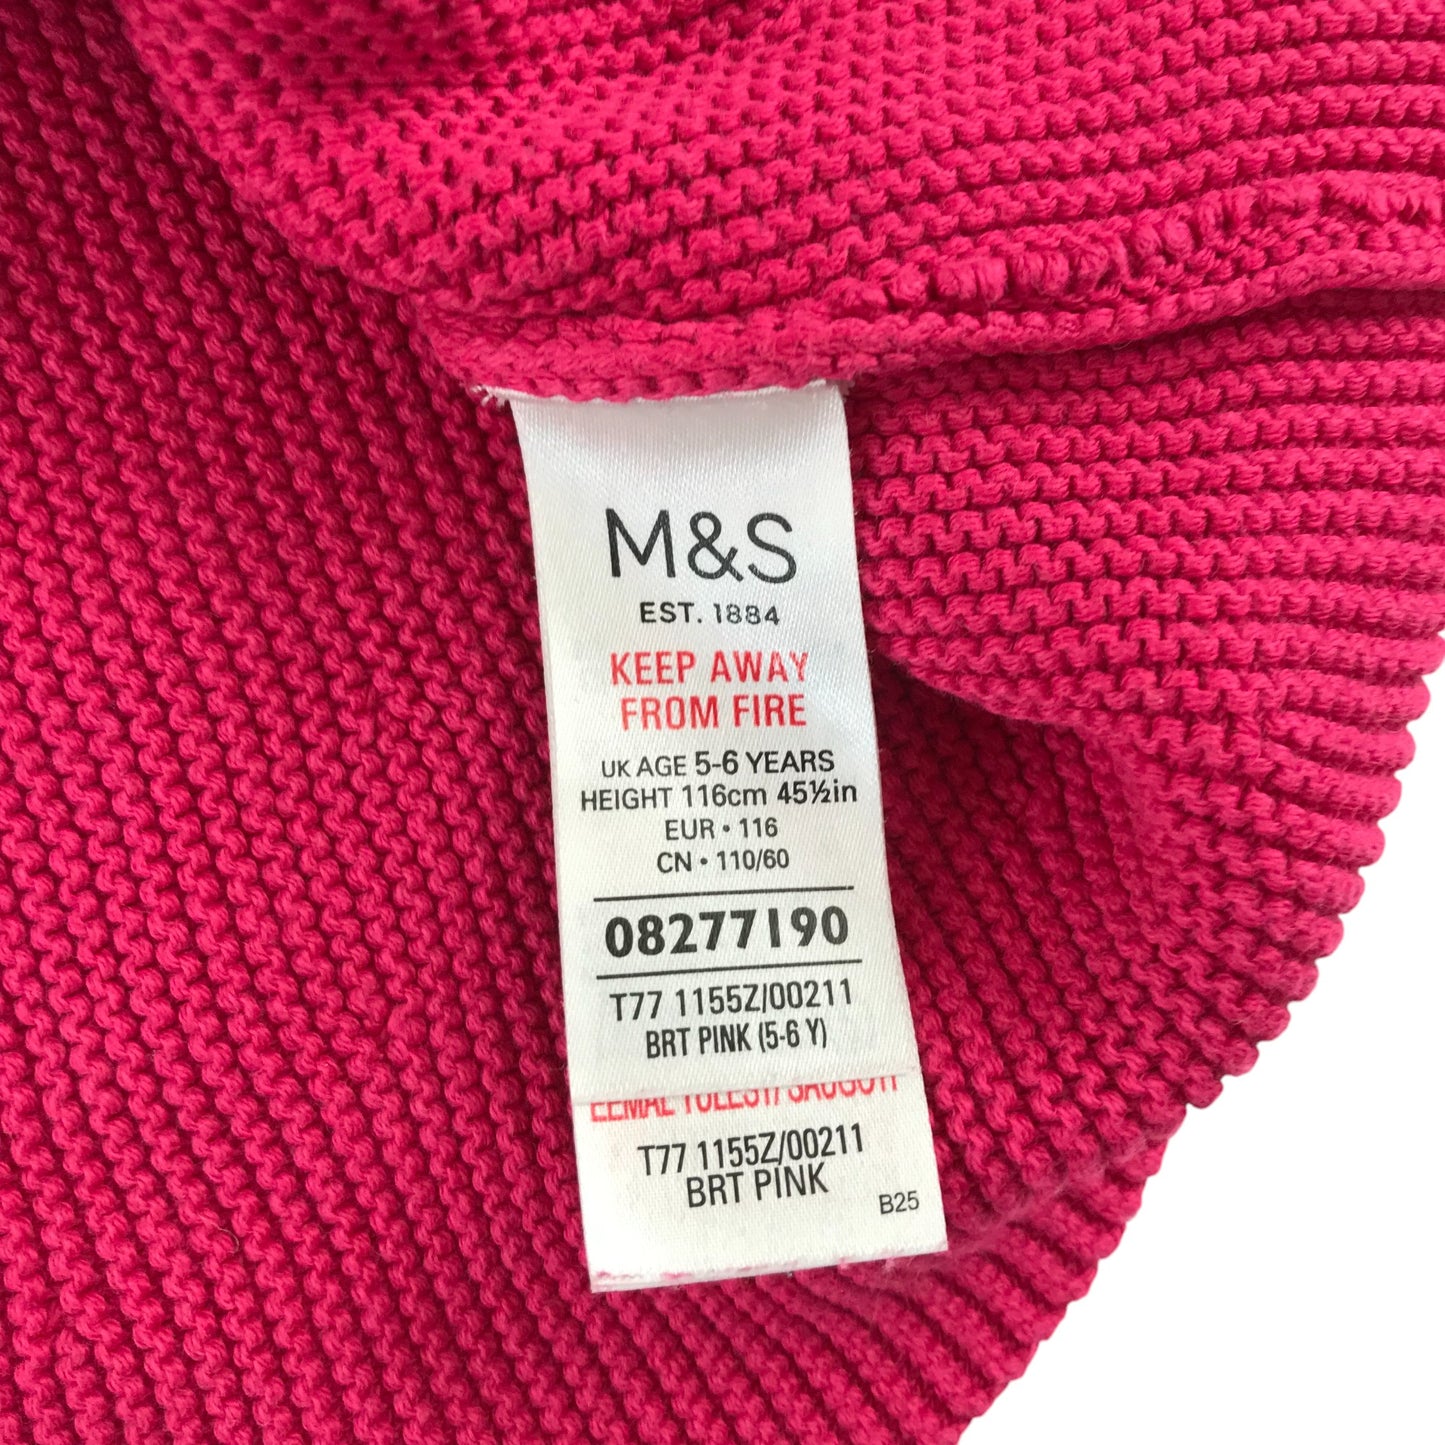 M&S
EST. 1884
KEEP AWAY
FROM FIRE
UK AGE 5-6 YEARS
HEIGHT 116cm 45½in
EUR • 116
CN • 110/60
08277190
T77 1155Z/00211
BRT PINK (5-6 Y)
EEMAL
T77 1155Z/00211
BRT PINK
B25